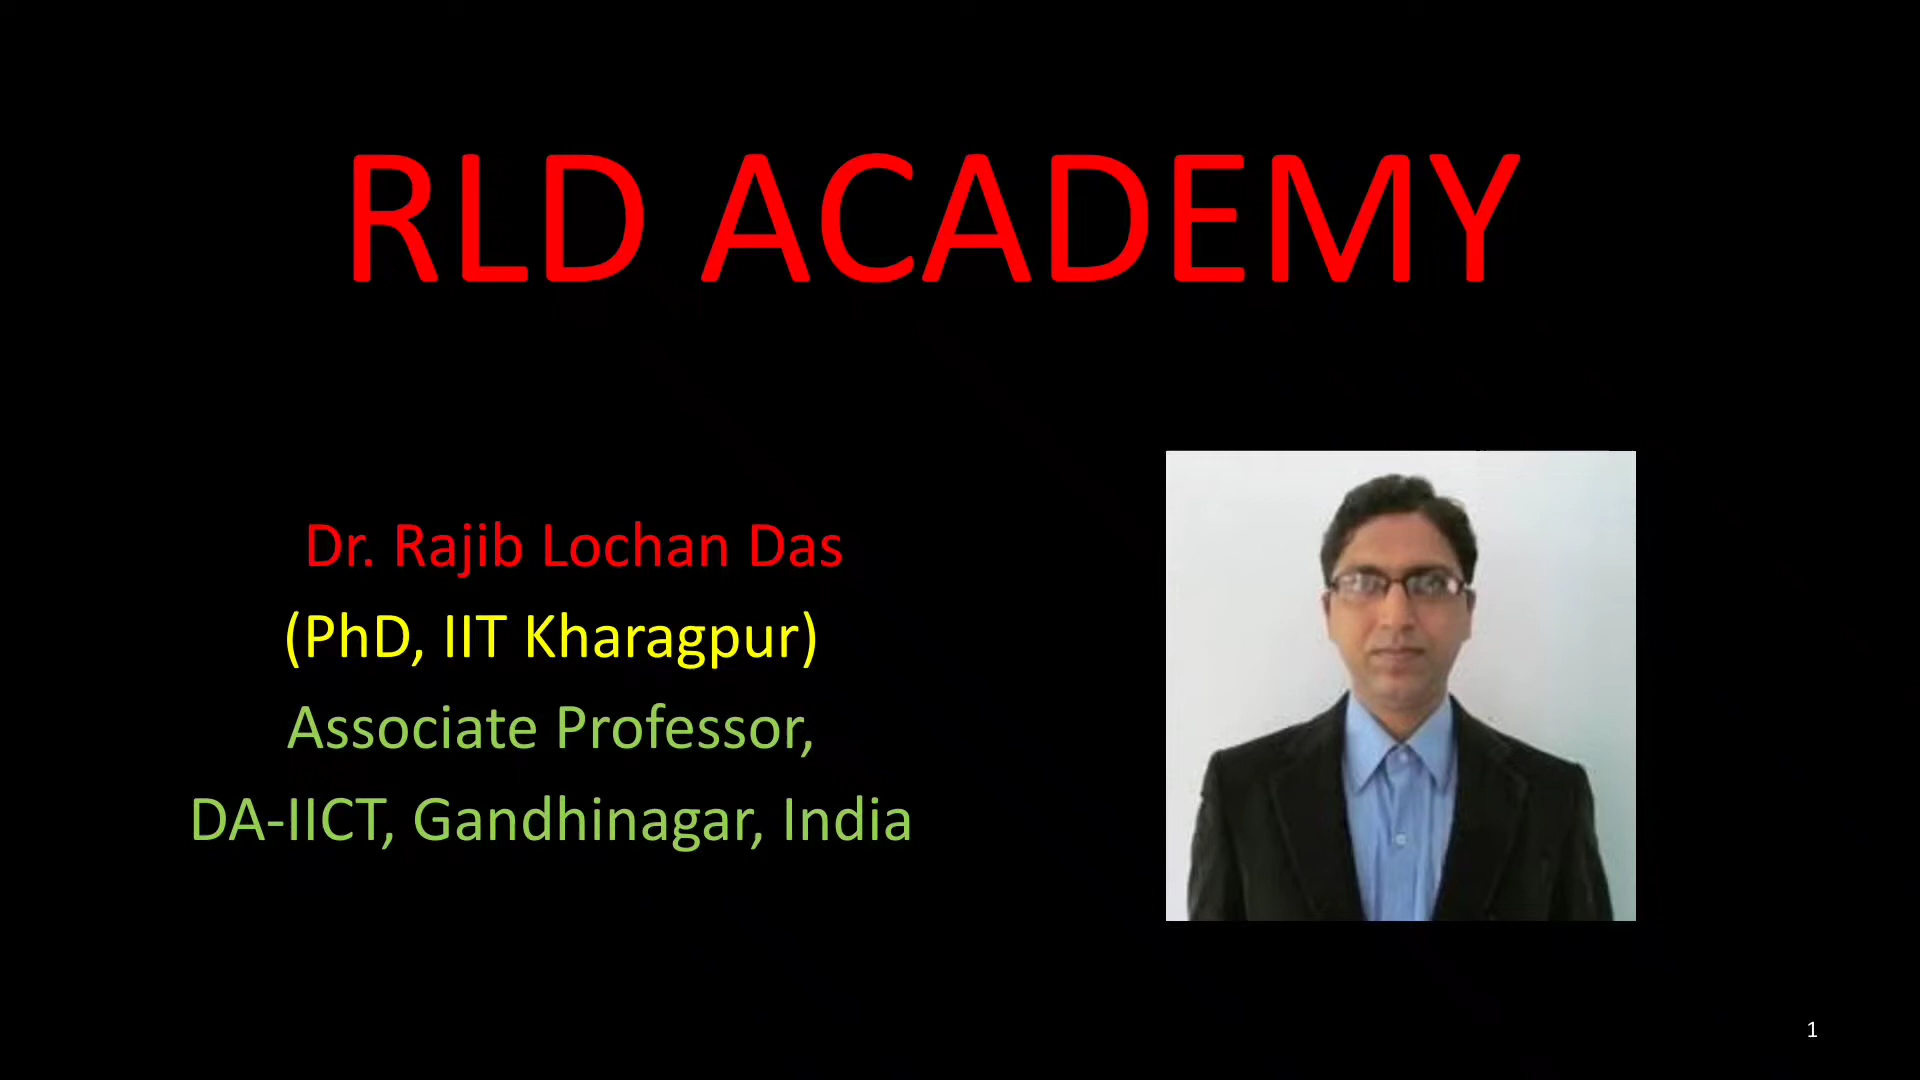 RLD ACADEMY
Dr. Rajib Lochan Das
(PhD, IIT Kharagpur)
Associate Professor,
DA-IICT, Gandhinagar, India
1